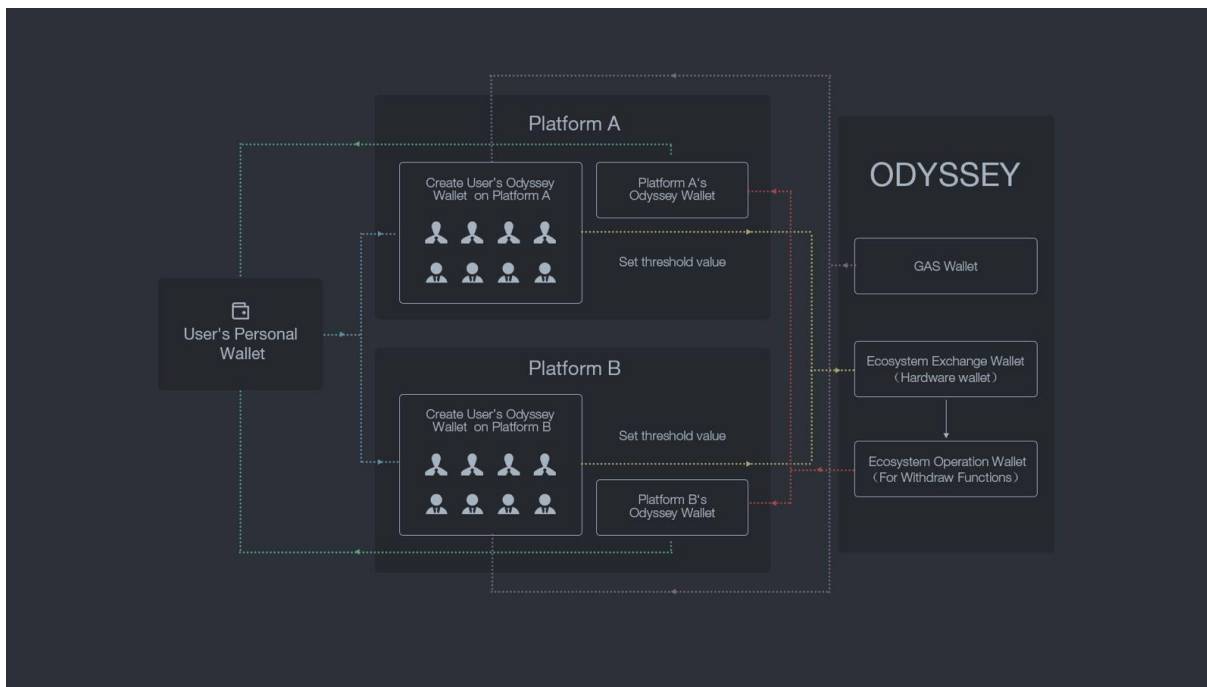 Platform A
Create User's Odyssey
Wallet on Platform A
Platform A's
Odyssey Wallet
Set threshold value
User's Personal
Wallet
Platform B
Create User's Odyssey
Wallet on Platform B
Set threshold value
Platform B's
Odyssey Wallet
ODYSSEY
GAS Wallet
Ecosystem Exchange Wallet
（Hardware wallet）
Ecosystem Operation Wallet
（For Withdraw Functions）